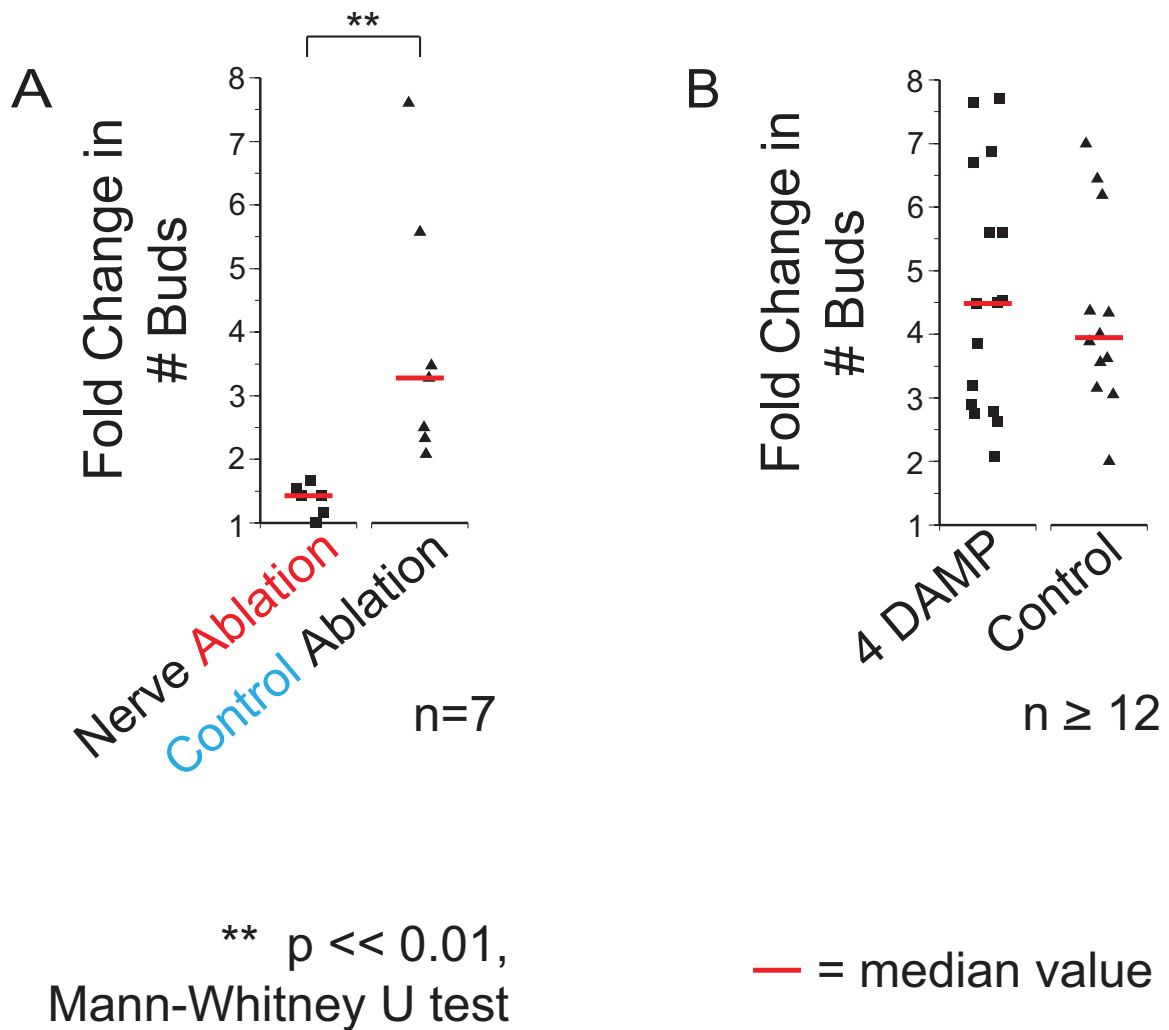 A
**
Fold Change in
# Buds
8
7
6
5
4
3
2
1
Nerve Ablation
Control Ablation
n=7
B
Fold Change in
# Buds
8
7
6
5
4
3
2
1
4 DAMP
Control
n ≥ 12
** p << 0.01,
Mann-Whitney U test
= median value